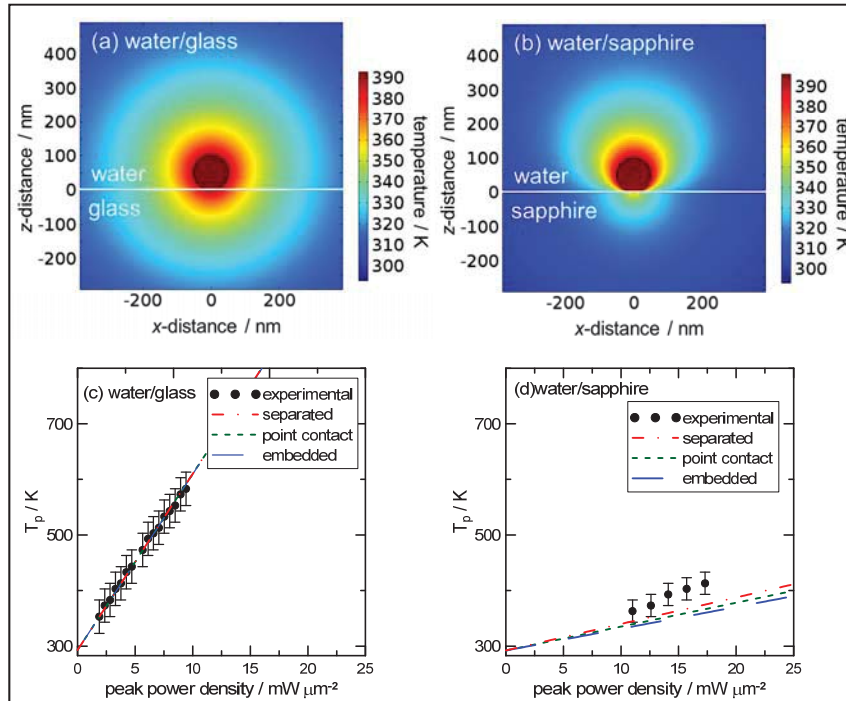 (a) water/glass
400
300
200
100
0
-100
-200
z-distance / nm
water
glass
-200 0 200
x-distance / nm
390
380
370
360
350
340
330
320
310
300
293
temperature / K
(b) water/sapphire
400
300
200
100
0
-100
-200
z-distance / nm
water
sapphire
-200 0 200
x-distance / nm
390
380
370
360
350
340
330
320
310
300
293
temperature / K
(c) water/glass
experimental
separated
point contact
embedded
700
500
300
Tp / K
0 5 10 15 20 25
peak power density / mW µm-²
(d)water/sapphire
experimental
separated
point contact
embedded
700
500
300
Tp / K
0 5 10 15 20 25
peak power density / mW µm-²